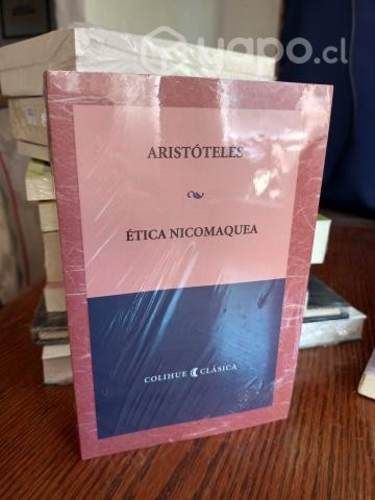 yapo.cl
ARISTÓTELES
ÉTICA NICOMAQUEA
COLIHUE CLÁSICA